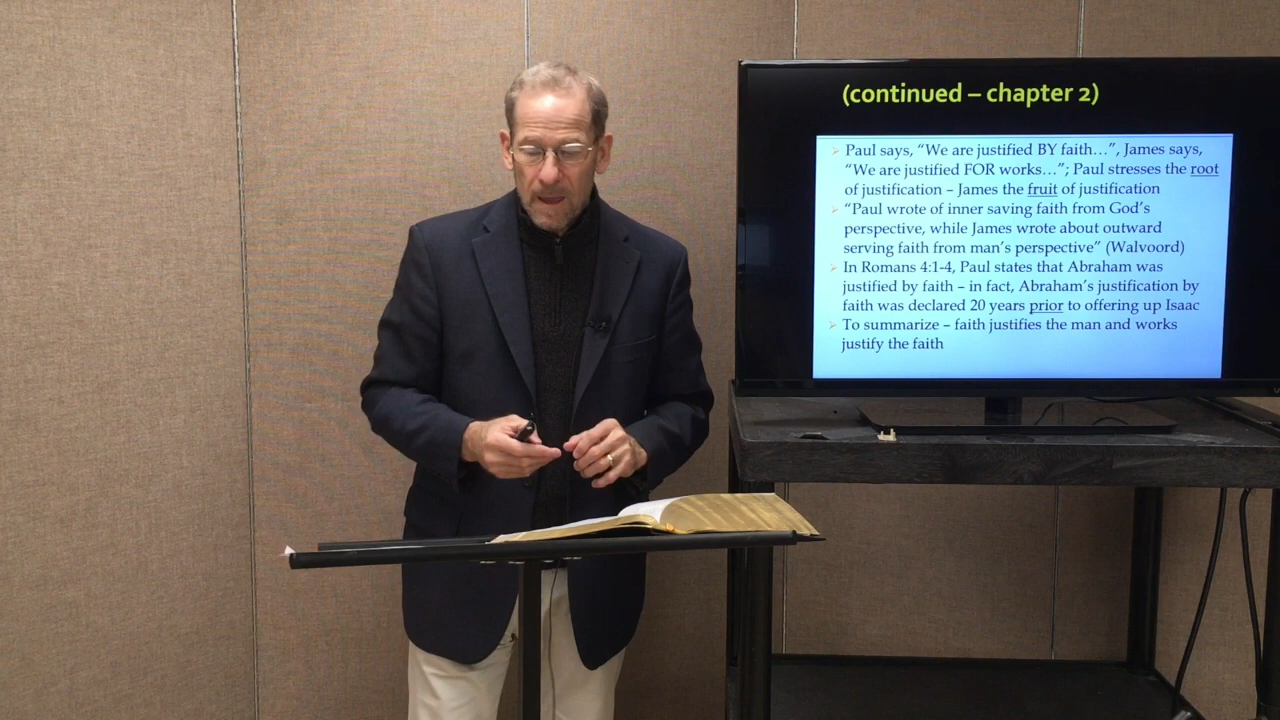 (continued – chapter 2)
Paul says, “We are justified BY faith…”, James says,
“We are justified FOR works…”; Paul stresses the root
of justification – James the fruit of justification
“Paul wrote of inner saving faith from God’s
perspective, while James wrote about outward
serving faith from man’s perspective” (Walvoord)
In Romans 4:1-4, Paul states that Abraham was
justified by faith – in fact, Abraham’s justification by
faith was declared 20 years prior to offering up Isaac
To summarize – faith justifies the man and works
justify the faith